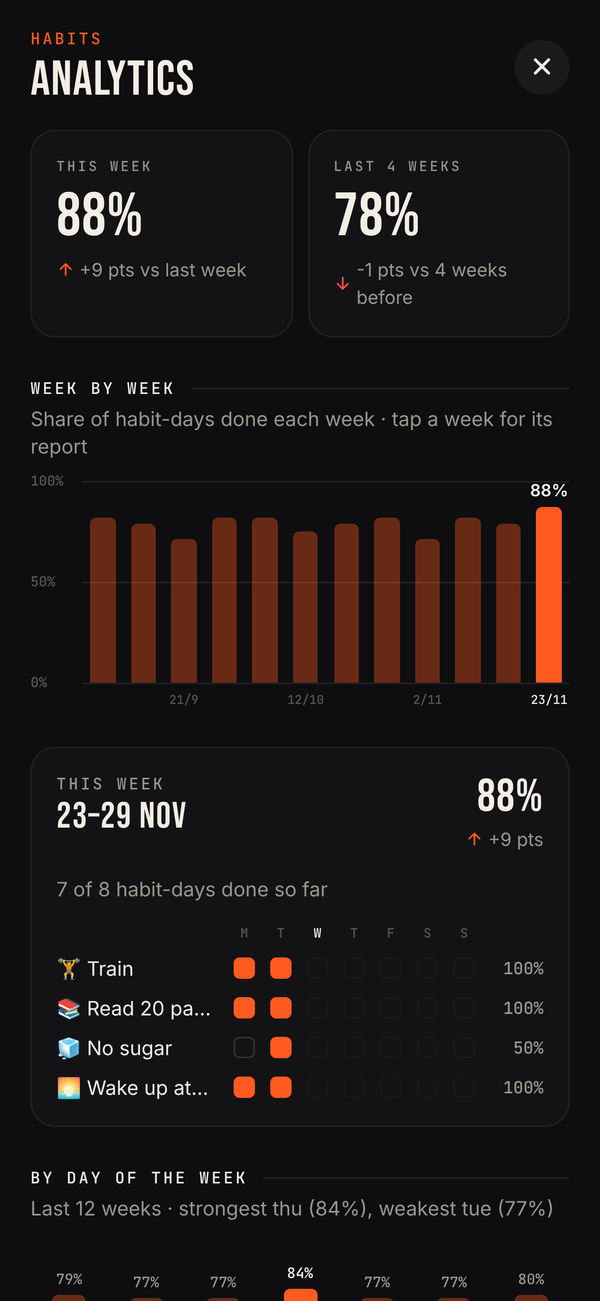 HABITS
ANALYTICS
THIS WEEK
88%
↑ +9 pts vs last week
LAST 4 WEEKS
78%
↓ -1 pts vs 4 weeks
before
WEEK BY WEEK
Share of habit-days done each week · tap a week for its
report
100%
88%
50%
0%
21/9 12/10 2/11 23/11
THIS WEEK
23–29 NOV
88%
↑ +9 pts
7 of 8 habit-days done so far
M T W T F S S
Train 100%
Read 20 pa... 100%
No sugar 50%
Wake up at... 100%
BY DAY OF THE WEEK
Last 12 weeks · strongest thu (84%), weakest tue (77%)
79% 77% 77% 84% 77% 77% 80%